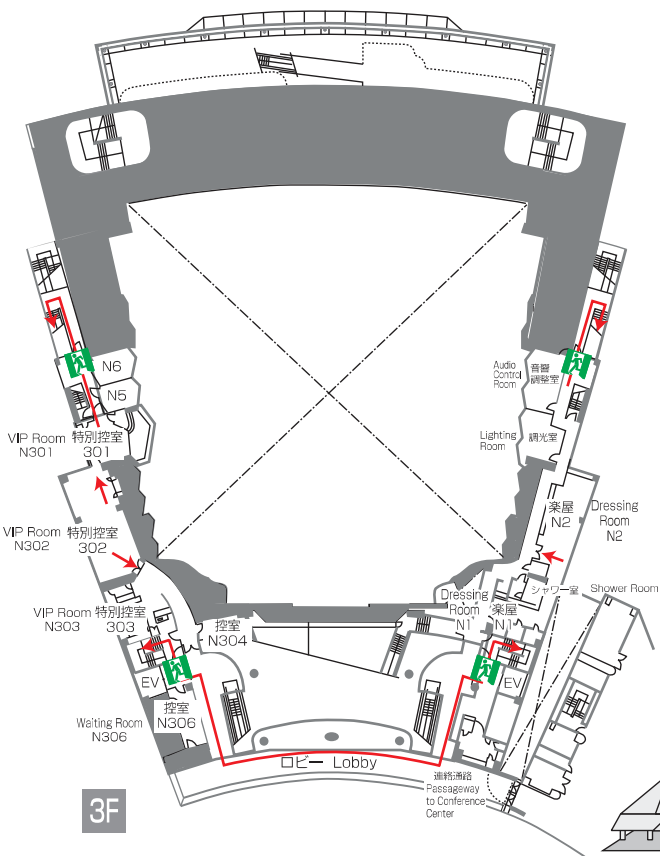 N6
N5
Audio
Control
Room
音響
調整室
VIP Room
N301
特別控室
301
Lighting
Room
調光室
VIP Room
N302
特別控室
302
楽屋
N2
Dressing
Room
N2
VIP Room
N303
特別控室
303
控室
N304
Dressing
Room
N1
楽屋
N1
シャワー室 Shower Room
EV
EV
Waiting Room
N306
控室
N306
ロビー Lobby
連絡通路
Passageway
to Conference
Center
3F